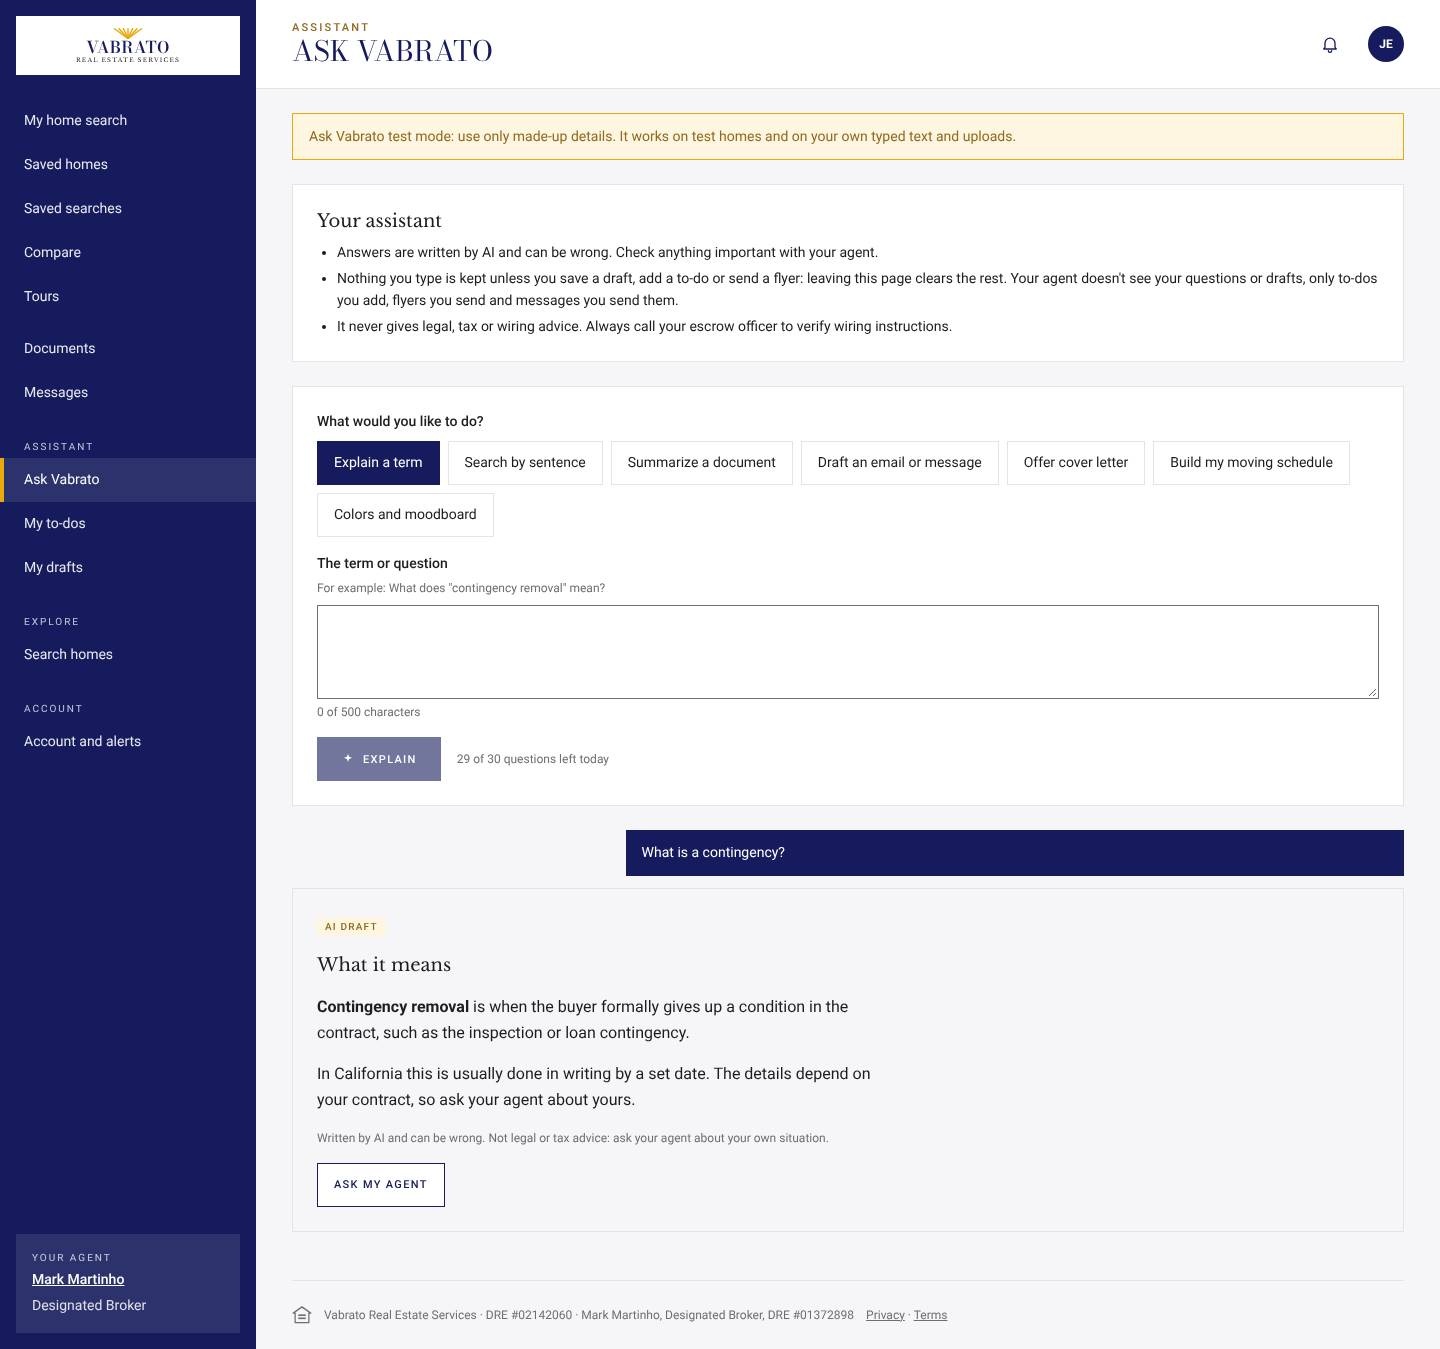 VABRATO
REAL ESTATE SERVICES
My home search
Saved homes
Saved searches
Compare
Tours
Documents
Messages
ASSISTANT
Ask Vabrato
My to-dos
My drafts
EXPLORE
Search homes
ACCOUNT
Account and alerts
YOUR AGENT
Mark Martinho
Designated Broker
ASSISTANT
ASK VABRATO
JE
Ask Vabrato test mode: use only made-up details. It works on test homes and on your own typed text and uploads.
Your assistant
• Answers are written by AI and can be wrong. Check anything important with your agent.
• Nothing you type is kept unless you save a draft, add a to-do or send a flyer: leaving this page clears the rest. Your agent doesn't see your questions or drafts, only to-dos
you add, flyers you send and messages you send them.
• It never gives legal, tax or wiring advice. Always call your escrow officer to verify wiring instructions.
What would you like to do?
Explain a term
Search by sentence
Summarize a document
Draft an email or message
Offer cover letter
Build my moving schedule
Colors and moodboard
The term or question
For example: What does "contingency removal" mean?
0 of 500 characters
EXPLAIN
29 of 30 questions left today
What is a contingency?
AI DRAFT
What it means
Contingency removal is when the buyer formally gives up a condition in the
contract, such as the inspection or loan contingency.
In California this is usually done in writing by a set date. The details depend on
your contract, so ask your agent about yours.
Written by AI and can be wrong. Not legal or tax advice: ask your agent about your own situation.
ASK MY AGENT
Vabrato Real Estate Services · DRE #02142060 · Mark Martinho, Designated Broker, DRE #01372898 Privacy · Terms